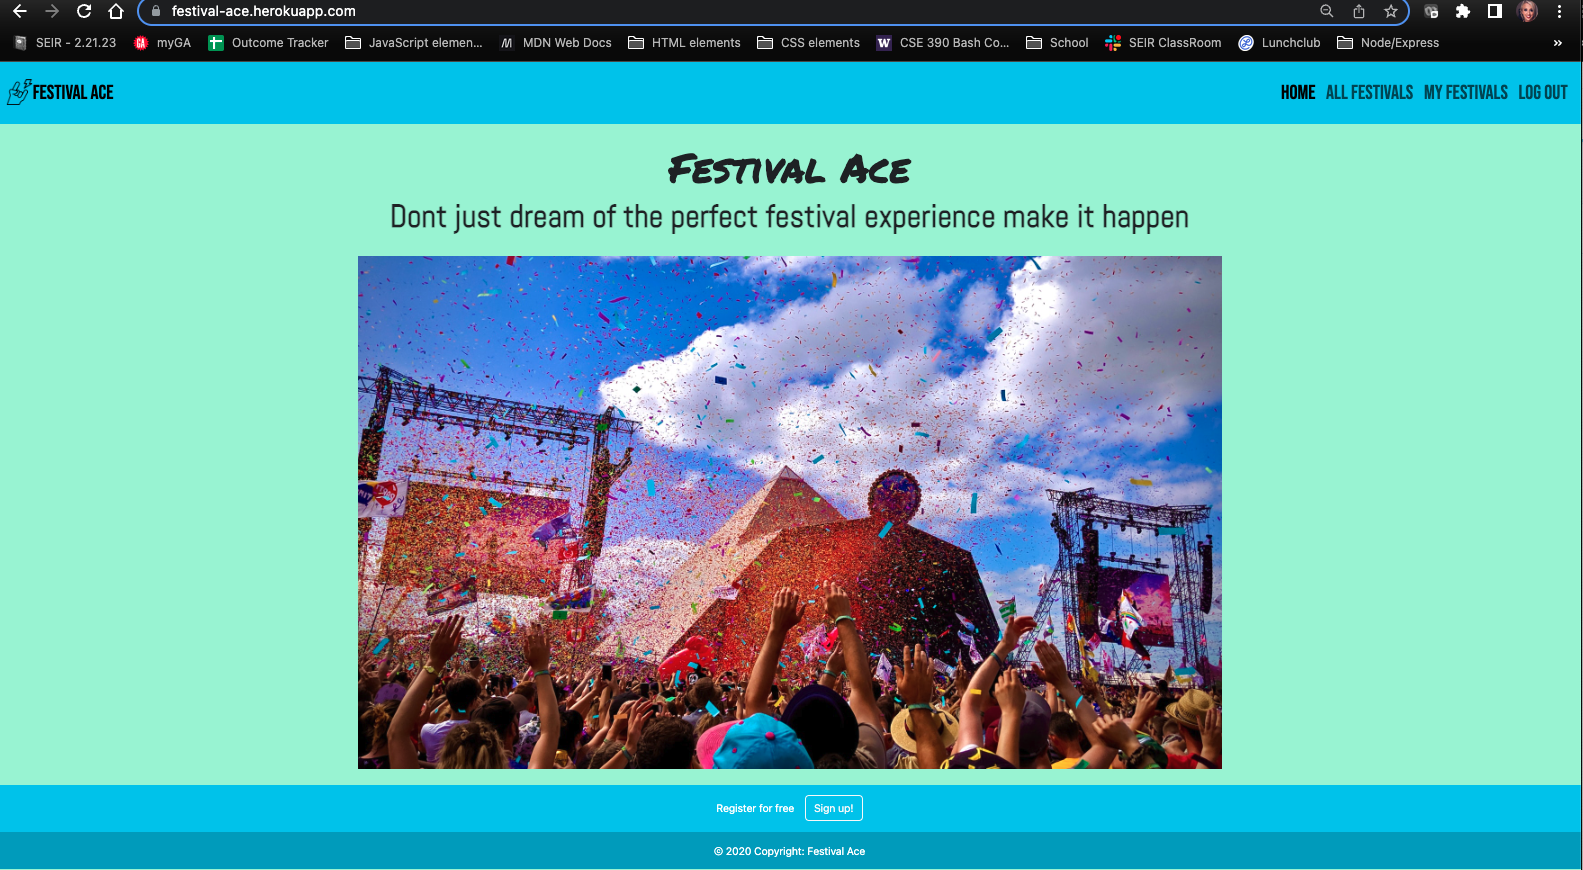 festival-ace.herokuapp.com
SEIR - 2.21.23 myGA Outcome Tracker JavaScript elemen... MDN Web Docs HTML elements CSS elements W CSE 390 Bash Co... School SEIR ClassRoom Lunchclub Node/Express »
FESTIVAL ACE HOME ALL FESTIVALS MY FESTIVALS LOG OUT
Festival Ace
Dont just dream of the perfect festival experience make it happen
Register for free Sign up!
© 2020 Copyright: Festival Ace